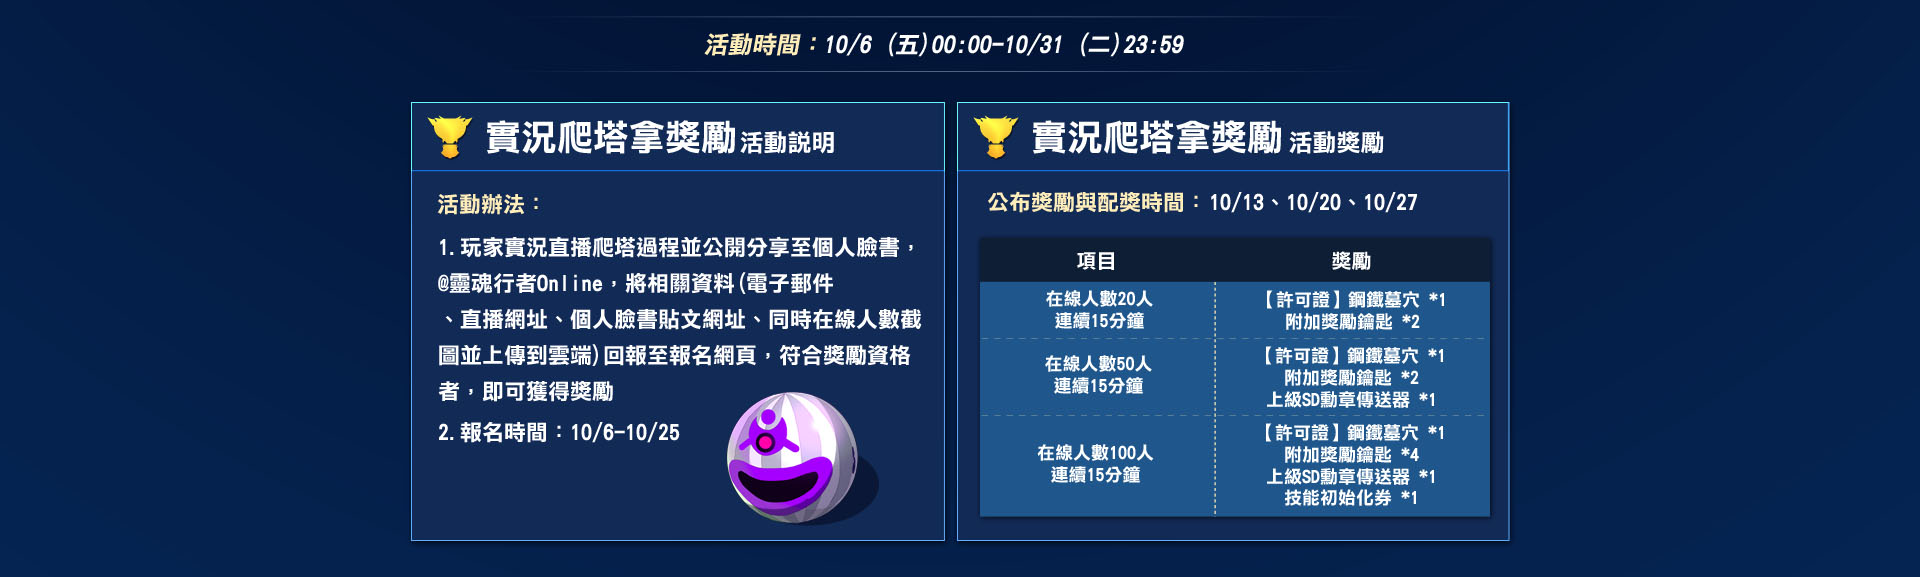 活動時間：10/6 (五)00:00-10/31 (二)23:59
實況爬塔拿獎勵 活動説明
活動辦法：
1.玩家實況直播爬塔過程並公開分享至個人臉書，
@靈魂行者Online，將相關資料(電子郵件
、直播網址、個人臉書貼文網址、同時在線人數截
圖並上傳到雲端)回報至報名網頁，符合獎勵資格
者，即可獲得獎勵
2.報名時間：10/6-10/25
實況爬塔拿獎勵 活動獎勵
公布獎勵與配獎時間：10/13、10/20、10/27
項目 獎勵
在線人數20人
連續15分鐘
【許可證】鋼鐵墓穴 *1
附加獎勵鑰匙 *2
在線人數50人
連續15分鐘
【許可證】鋼鐵墓穴 *1
附加獎勵鑰匙 *2
上級SD勳章傳送器 *1
在線人數100人
連續15分鐘
【許可證】鋼鐵墓穴 *1
附加獎勵鑰匙 *4
上級SD勳章傳送器 *1
技能初始化券 *1